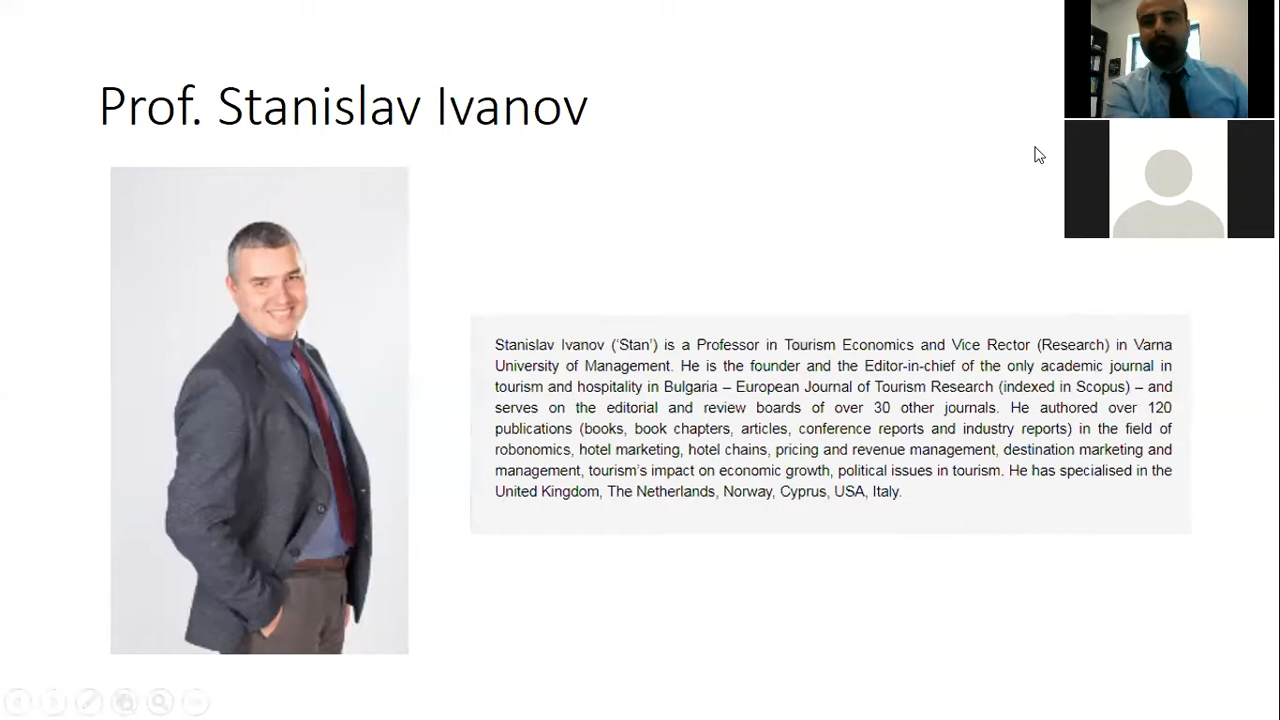 Prof. Stanislav Ivanov
Stanislav Ivanov (‘Stan’) is a Professor in Tourism Economics and Vice Rector (Research) in Varna
University of Management. He is the founder and the Editor-in-chief of the only academic journal in
tourism and hospitality in Bulgaria – European Journal of Tourism Research (indexed in Scopus) – and
serves on the editorial and review boards of over 30 other journals. He authored over 120
publications (books, book chapters, articles, conference reports and industry reports) in the field of
robonomics, hotel marketing, hotel chains, pricing and revenue management, destination marketing and
management, tourism’s impact on economic growth, political issues in tourism. He has specialised in the
United Kingdom, The Netherlands, Norway, Cyprus, USA, Italy.